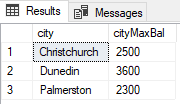 Results Messages
city cityMaxBal
1 Christchurch 2500
2 Dunedin 3600
3 Palmerston 2300